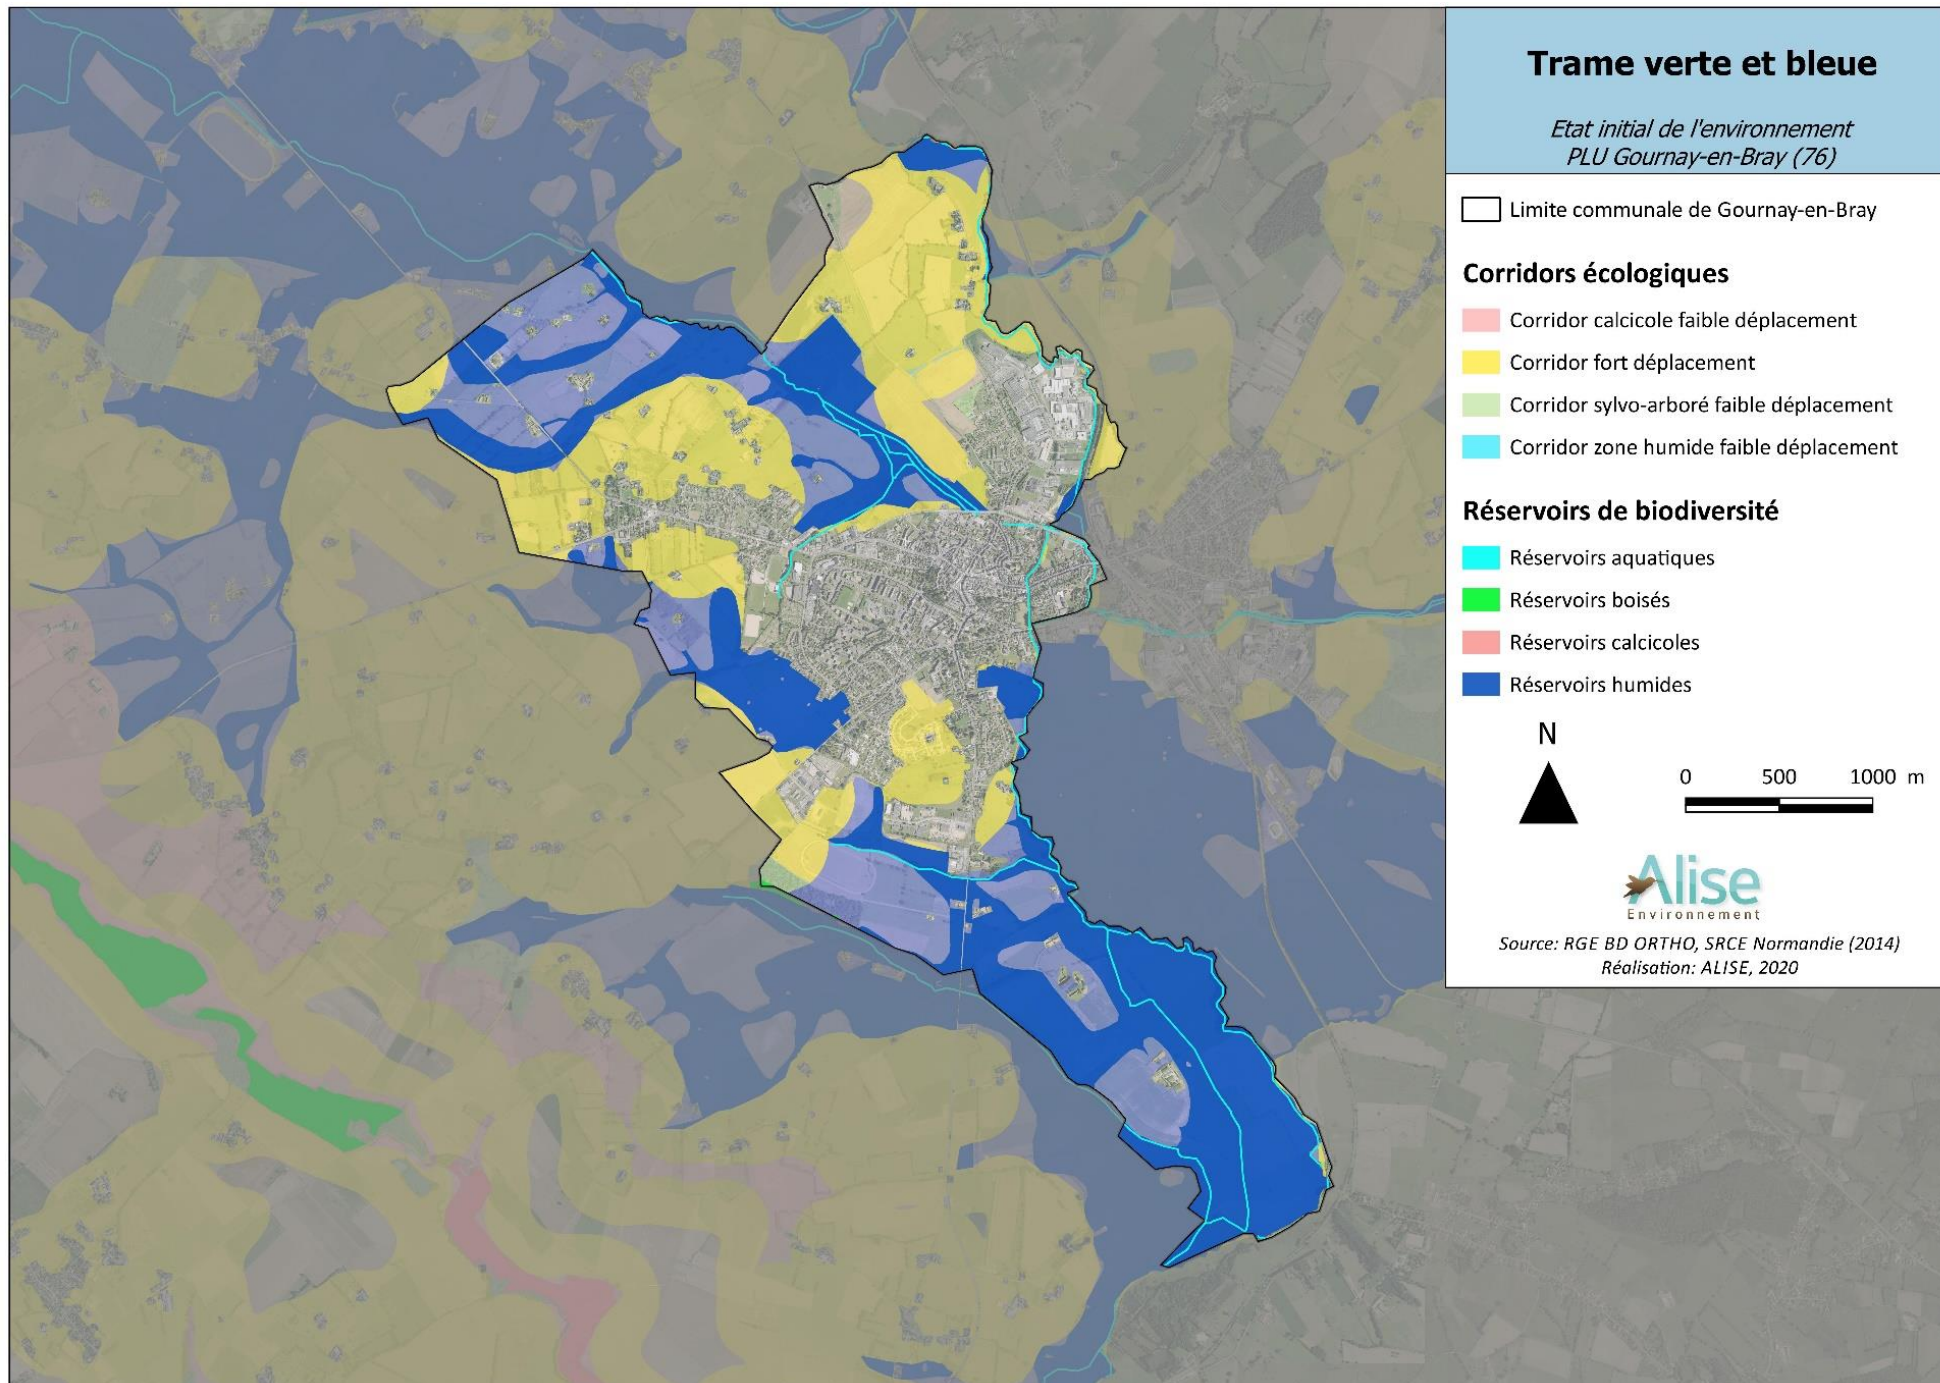 Trame verte et bleue
Etat initial de l'environnement
PLU Gournay-en-Bray (76)
Limite communale de Gournay-en-Bray
Corridors écologiques
Corridor calcicole faible déplacement
Corridor fort déplacement
Corridor sylvo-arboré faible déplacement
Corridor zone humide faible déplacement
Réservoirs de biodiversité
Réservoirs aquatiques
Réservoirs boisés
Réservoirs calcicoles
Réservoirs humides
N
0 500 1000 m
Alise
Environnement
Source: RGE BD ORTHO, SRCE Normandie (2014)
Réalisation: ALISE, 2020